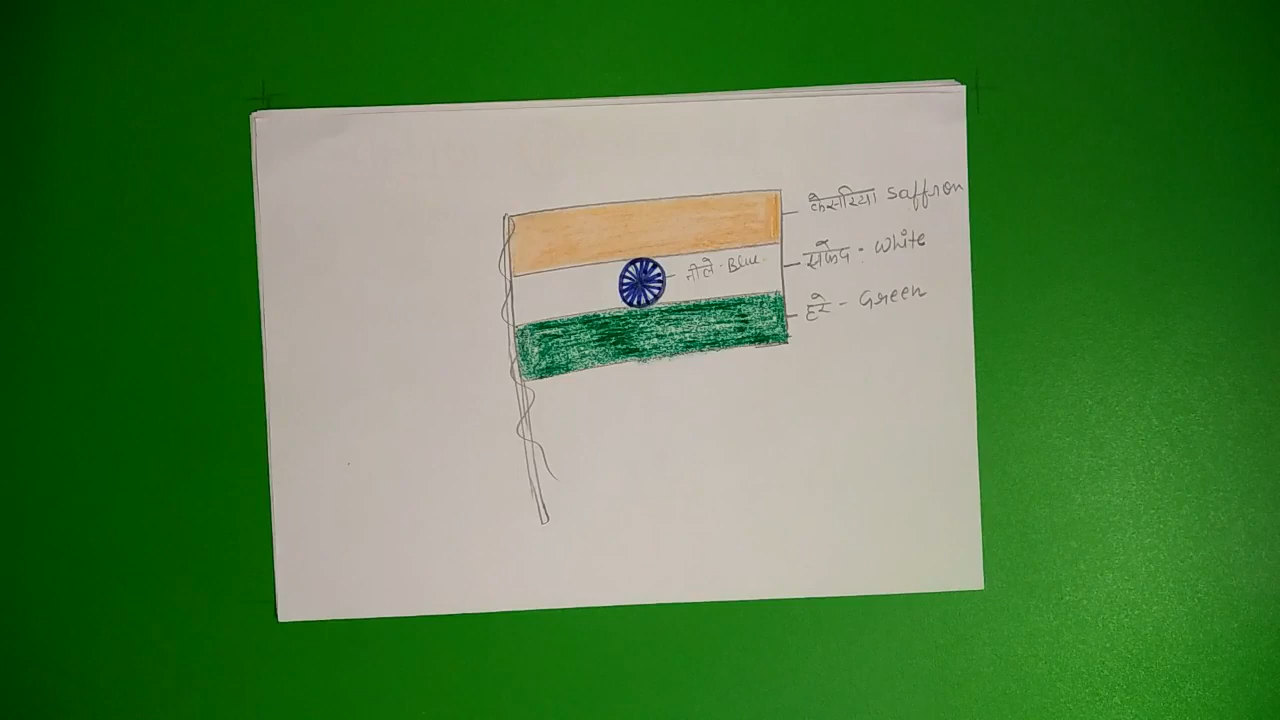 केसरिया saffron
सफेद - White
नीले - Blue.
हरे - Green